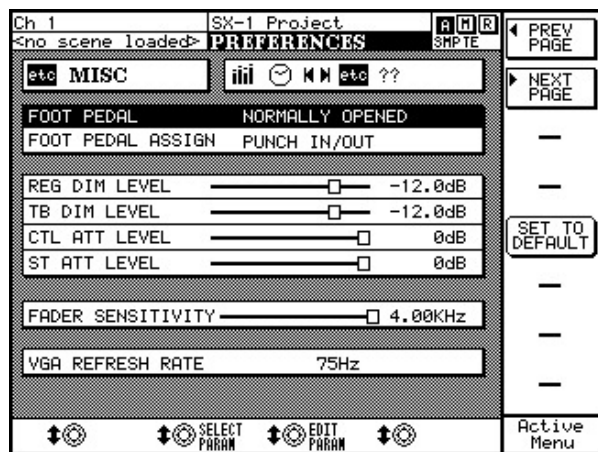 Ch 1 SX-1 Project A M R
<no scene loaded> PREFERENCES SMPTE
PREV PAGE
etc MISC etc ??
NEXT PAGE
FOOT PEDAL NORMALLY OPENED
FOOT PEDAL ASSIGN PUNCH IN/OUT
REG DIM LEVEL -12.0dB
TB DIM LEVEL -12.0dB
CTL ATT LEVEL 0dB
ST ATT LEVEL 0dB
SET TO DEFAULT
FADER SENSITIVITY 4.00KHz
VGA REFRESH RATE 75Hz
SELECT PARAM EDIT PARAM
Active Menu